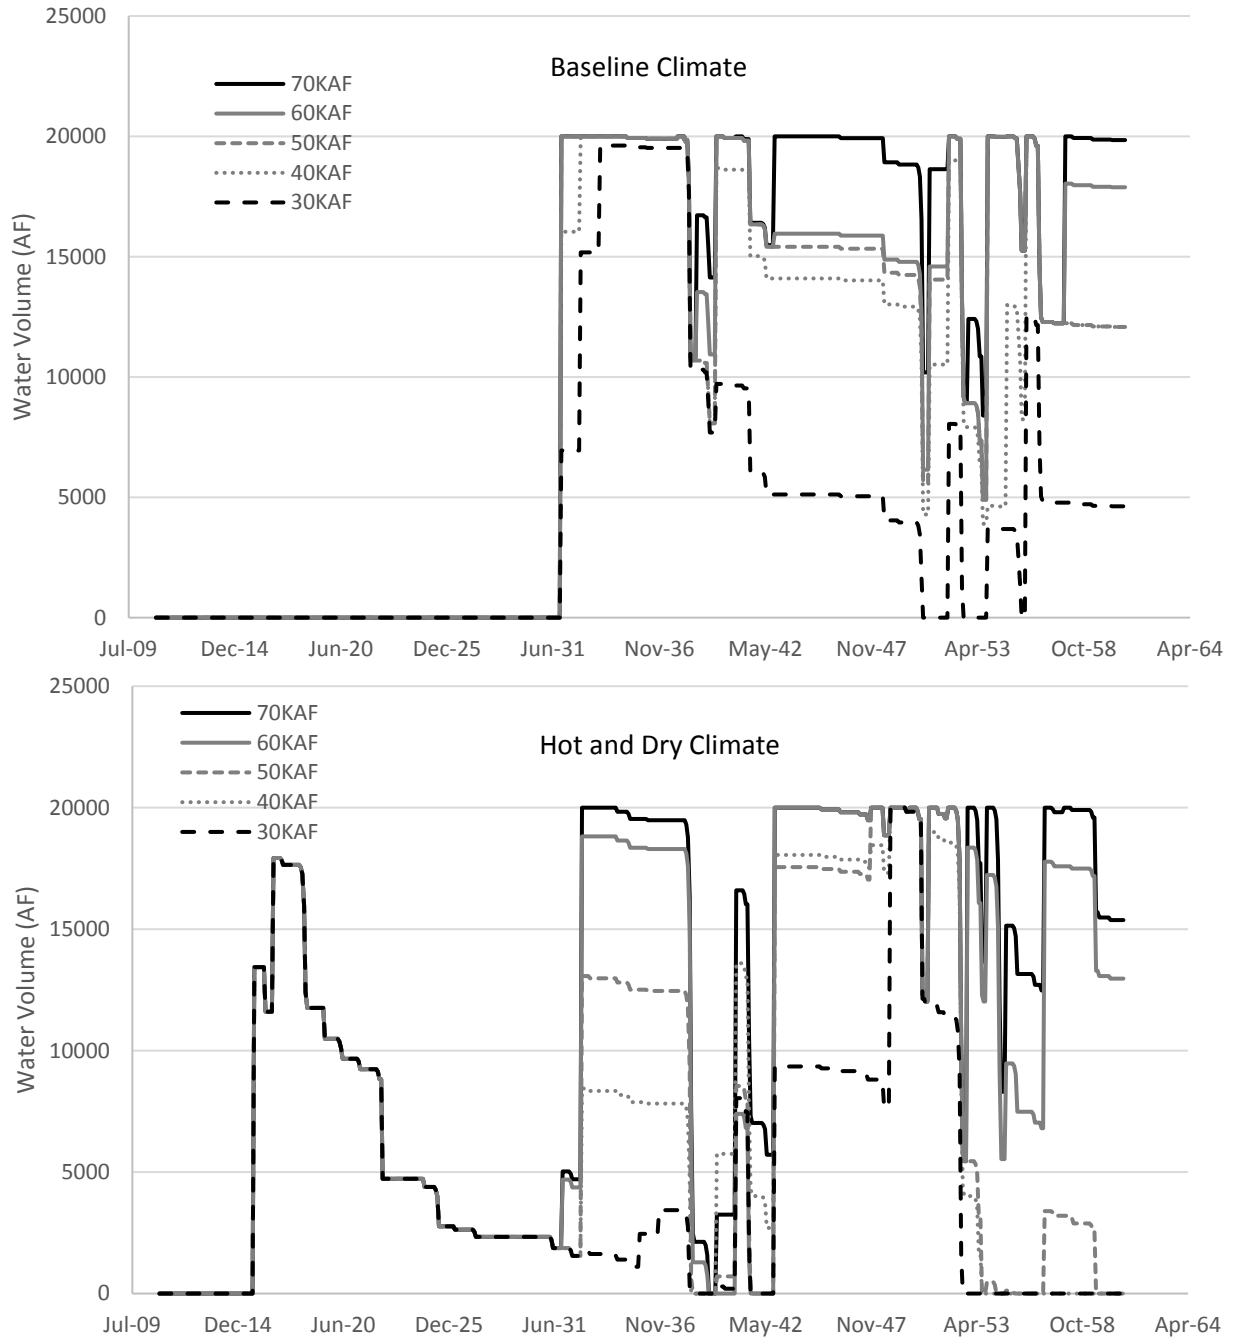 25000
Baseline Climate
70KAF
60KAF
50KAF
40KAF
30KAF
20000
15000
10000
5000
0
Water Volume (AF)
Jul-09 Dec-14 Jun-20 Dec-25 Jun-31 Nov-36 May-42 Nov-47 Apr-53 Oct-58 Apr-64
25000
70KAF
60KAF
50KAF
40KAF
30KAF
Hot and Dry Climate
20000
15000
10000
5000
0
Water Volume (AF)
Jul-09 Dec-14 Jun-20 Dec-25 Jun-31 Nov-36 May-42 Nov-47 Apr-53 Oct-58 Apr-64